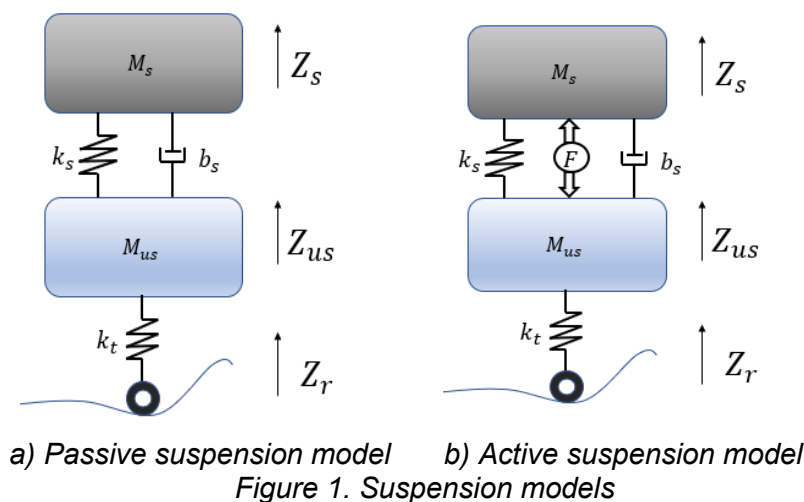 M_s
Z_s
k_s
b_s
M_us
Z_us
k_t
Z_r
M_s
Z_s
k_s
F
b_s
M_us
Z_us
k_t
Z_r
a) Passive suspension model b) Active suspension model
Figure 1. Suspension models